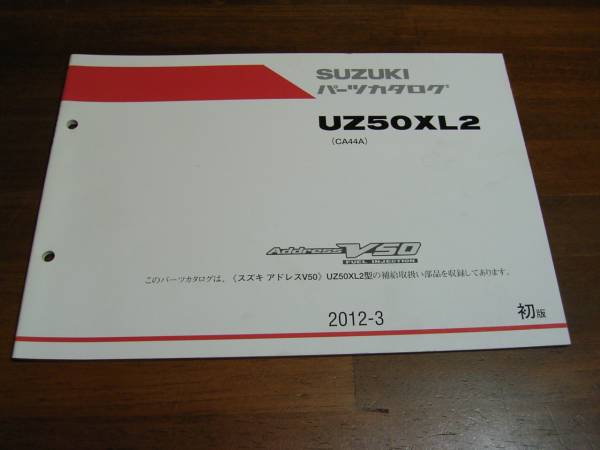 SUZUKI
パーツカタログ
UZ50XL2
(CA44A)
Address V50
FUEL INJECTION
このパーツカタログは、《スズキ アドレスV50》UZ50XL2型の補給取扱い部品を収録してあります。
2012-3
初版